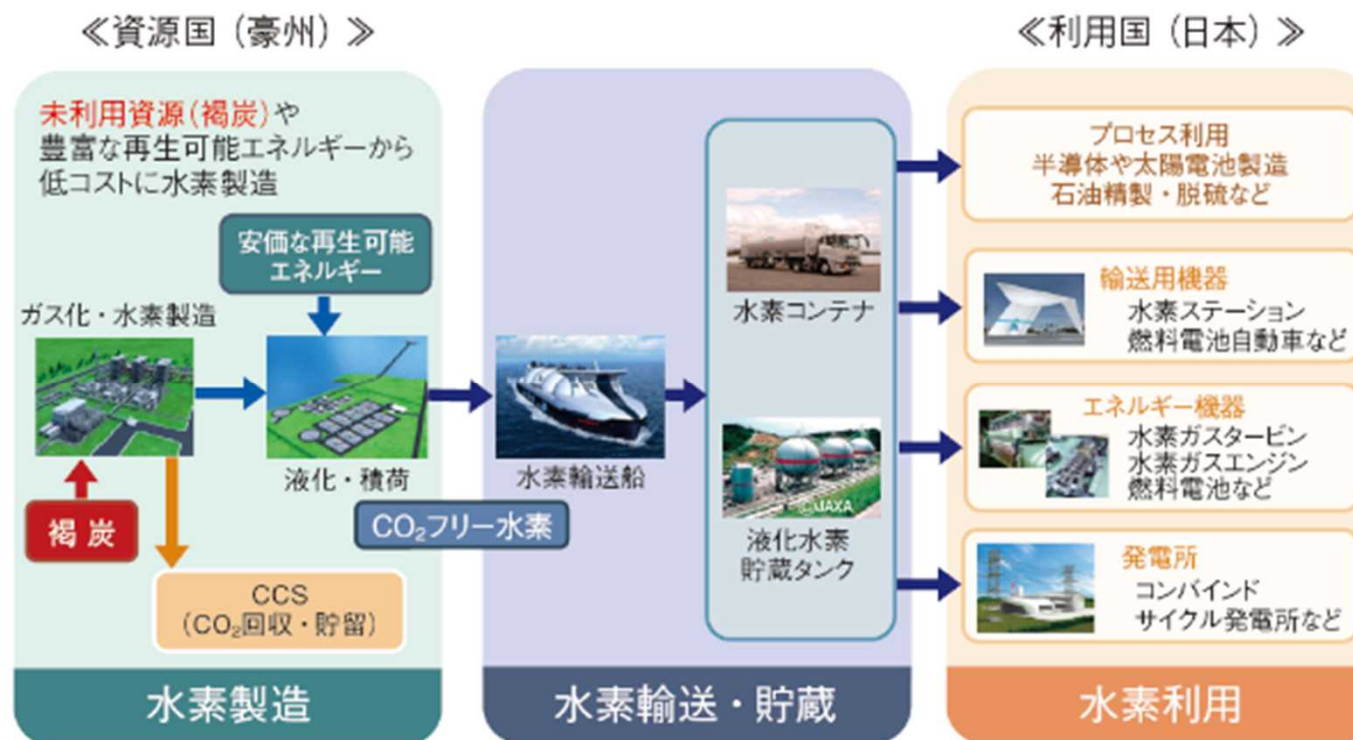 ≪資源国（豪州）≫
≪利用国（日本）≫
未利用資源(褐炭)や
豊富な再生可能エネルギーから
低コストに水素製造
安価な再生可能
エネルギー
ガス化・水素製造
液化・積荷
褐炭
CCS
（CO₂回収・貯留）
CO₂フリー水素
水素製造
水素輸送船
水素コンテナ
©JAXA
液化水素
貯蔵タンク
水素輸送・貯蔵
プロセス利用
半導体や太陽電池製造
石油精製・脱硫など
輸送用機器
水素ステーション
燃料電池自動車など
エネルギー機器
水素ガスタービン
水素ガスエンジン
燃料電池など
発電所
コンバインド
サイクル発電所など
水素利用